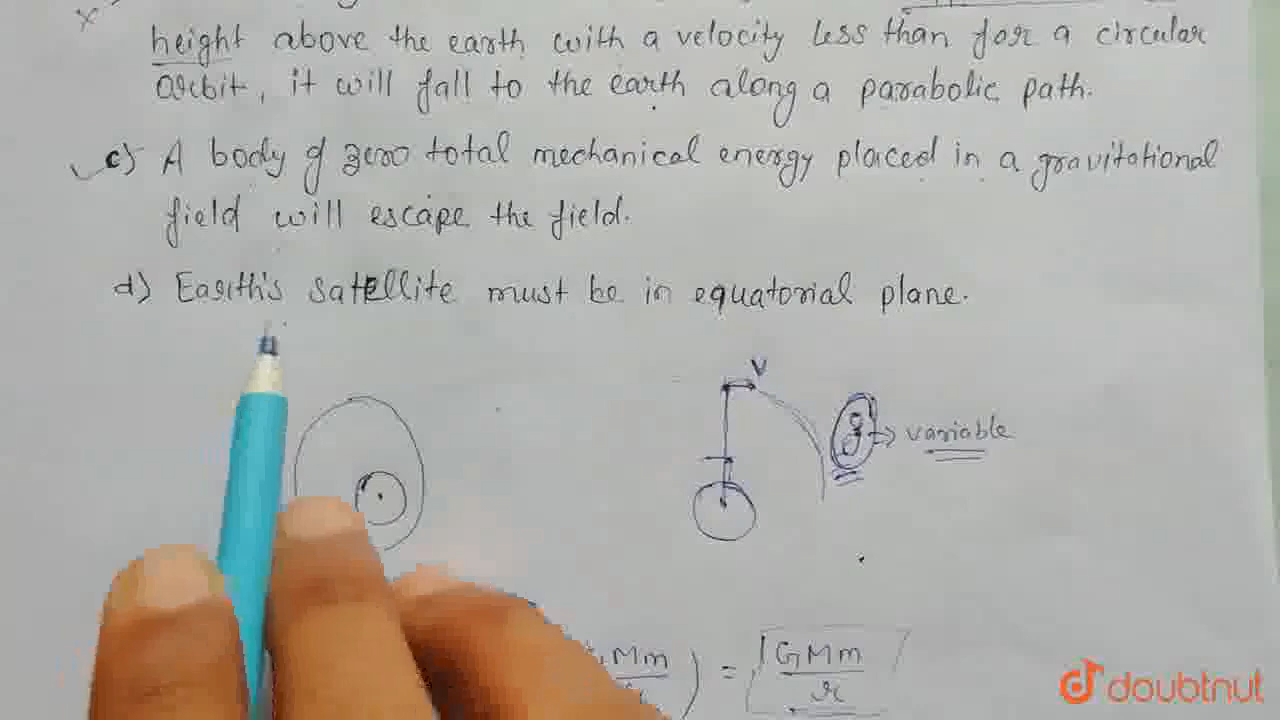 height above the earth with a velocity less than for a circular
orbit, it will fall to the earth along a parabolic path.
c) A body of zero total mechanical energy placed in a gravitational
field will escape the field.
d) Earth's satellite must be in equatorial plane.
V
g → variable
GMm ) = GMm
r
doubtnut